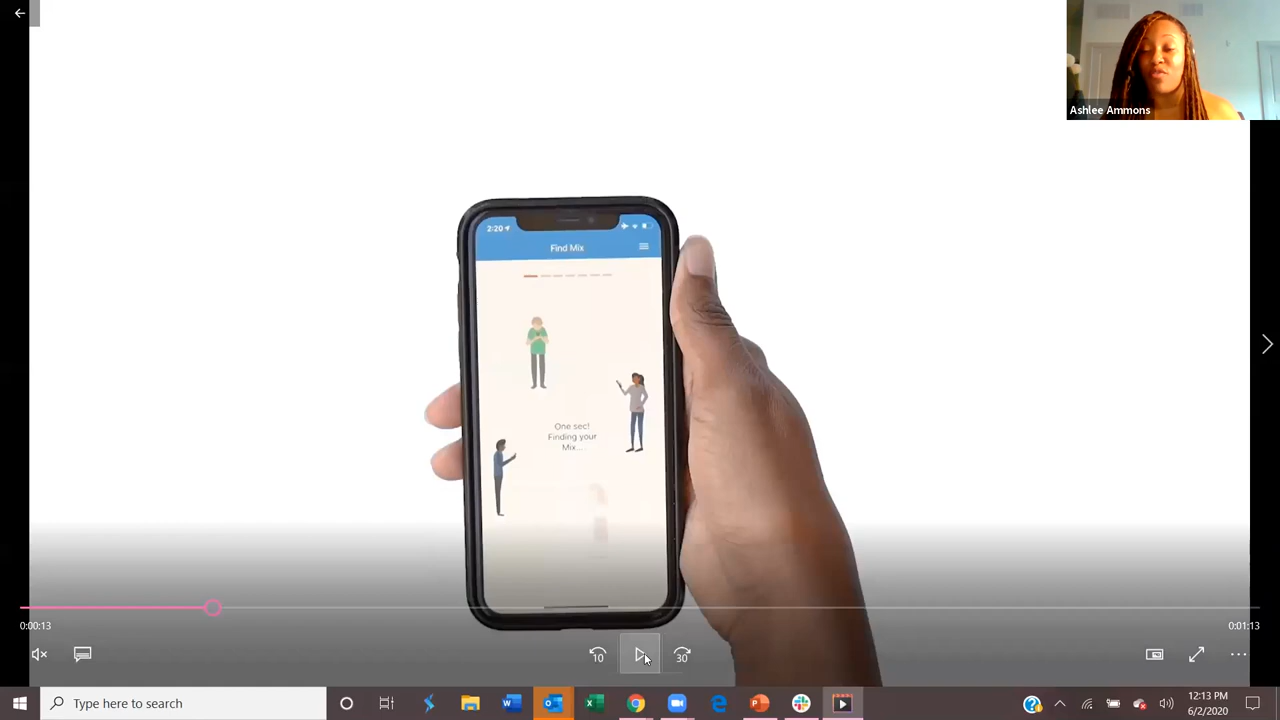 Ashlee Ammons
2:20
Find Mix
One sec!
Finding your
Mix...
0:00:13
0:01:13
10
30
Type here to search
12:13 PM
6/2/2020